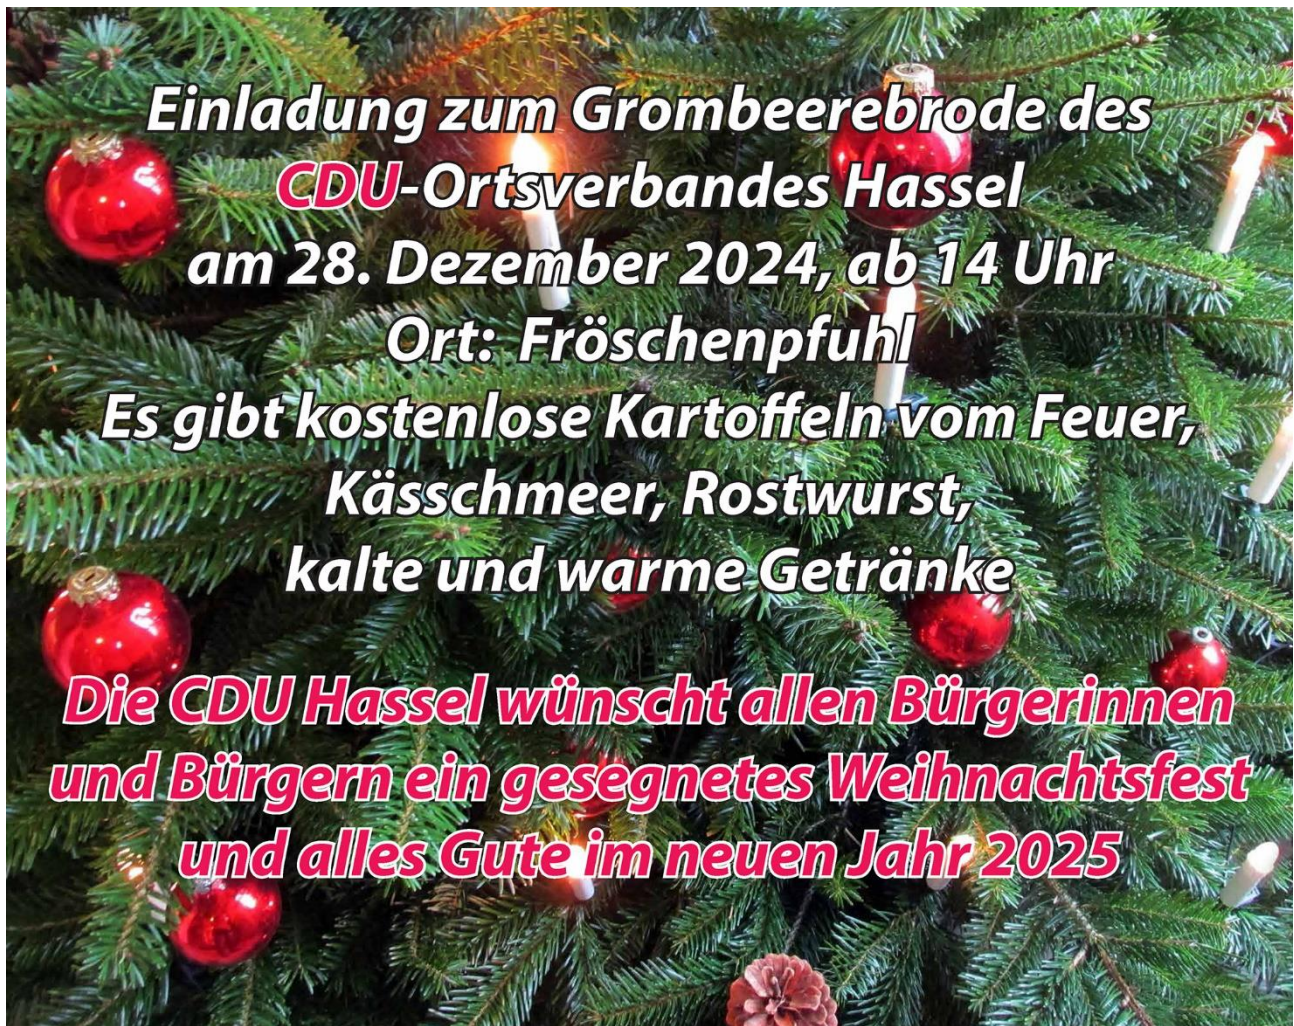 Einladung zum Grombeerebrode des
CDU-Ortsverbandes Hassel
am 28. Dezember 2024, ab 14 Uhr
Ort: Fröschenpfuhl
Es gibt kostenlose Kartoffeln vom Feuer,
Kässchmeer, Rostwurst,
kalte und warme Getränke
Die CDU Hassel wünscht allen Bürgerinnen
und Bürgern ein gesegnetes Weihnachtsfest
und alles Gute im neuen Jahr 2025